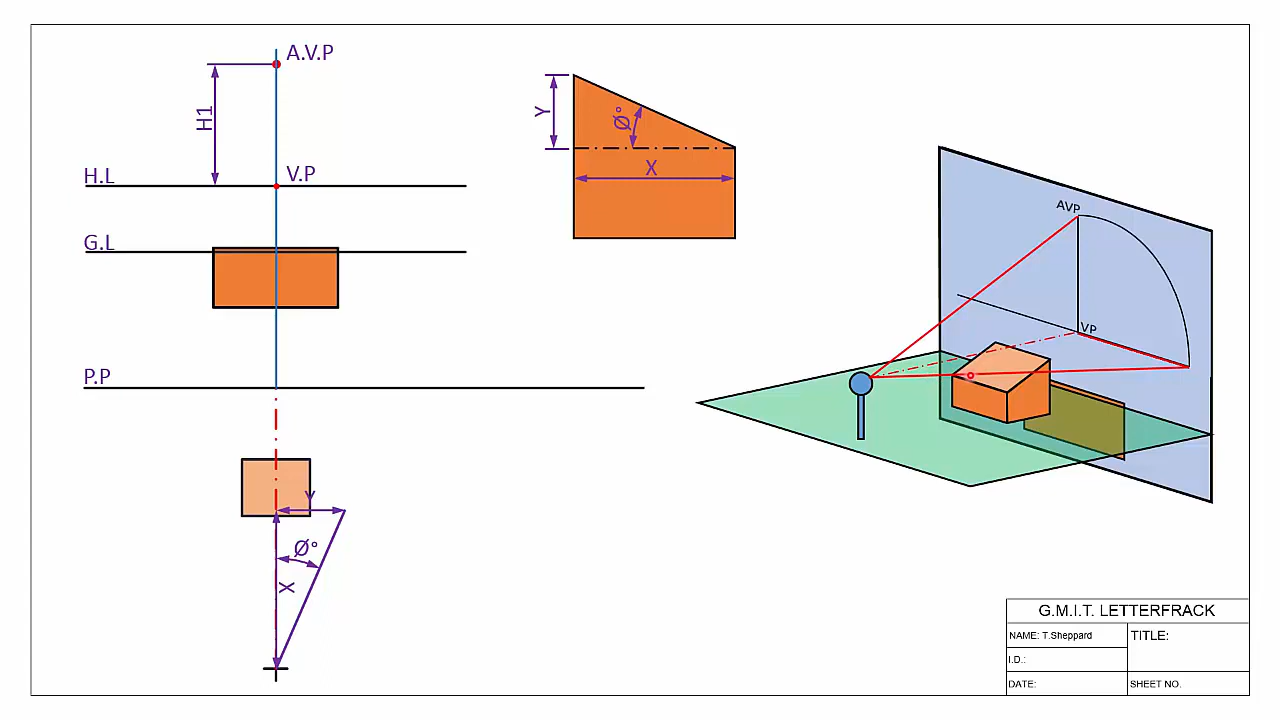 A.V.P
H1
H.L
V.P
G.L
P.P
Y
Ø°
X
Y
Ø°
X
AVP
VP
G.M.I.T. LETTERFRACK
NAME: T.Sheppard
TITLE:
I.D.:
DATE:
SHEET NO.